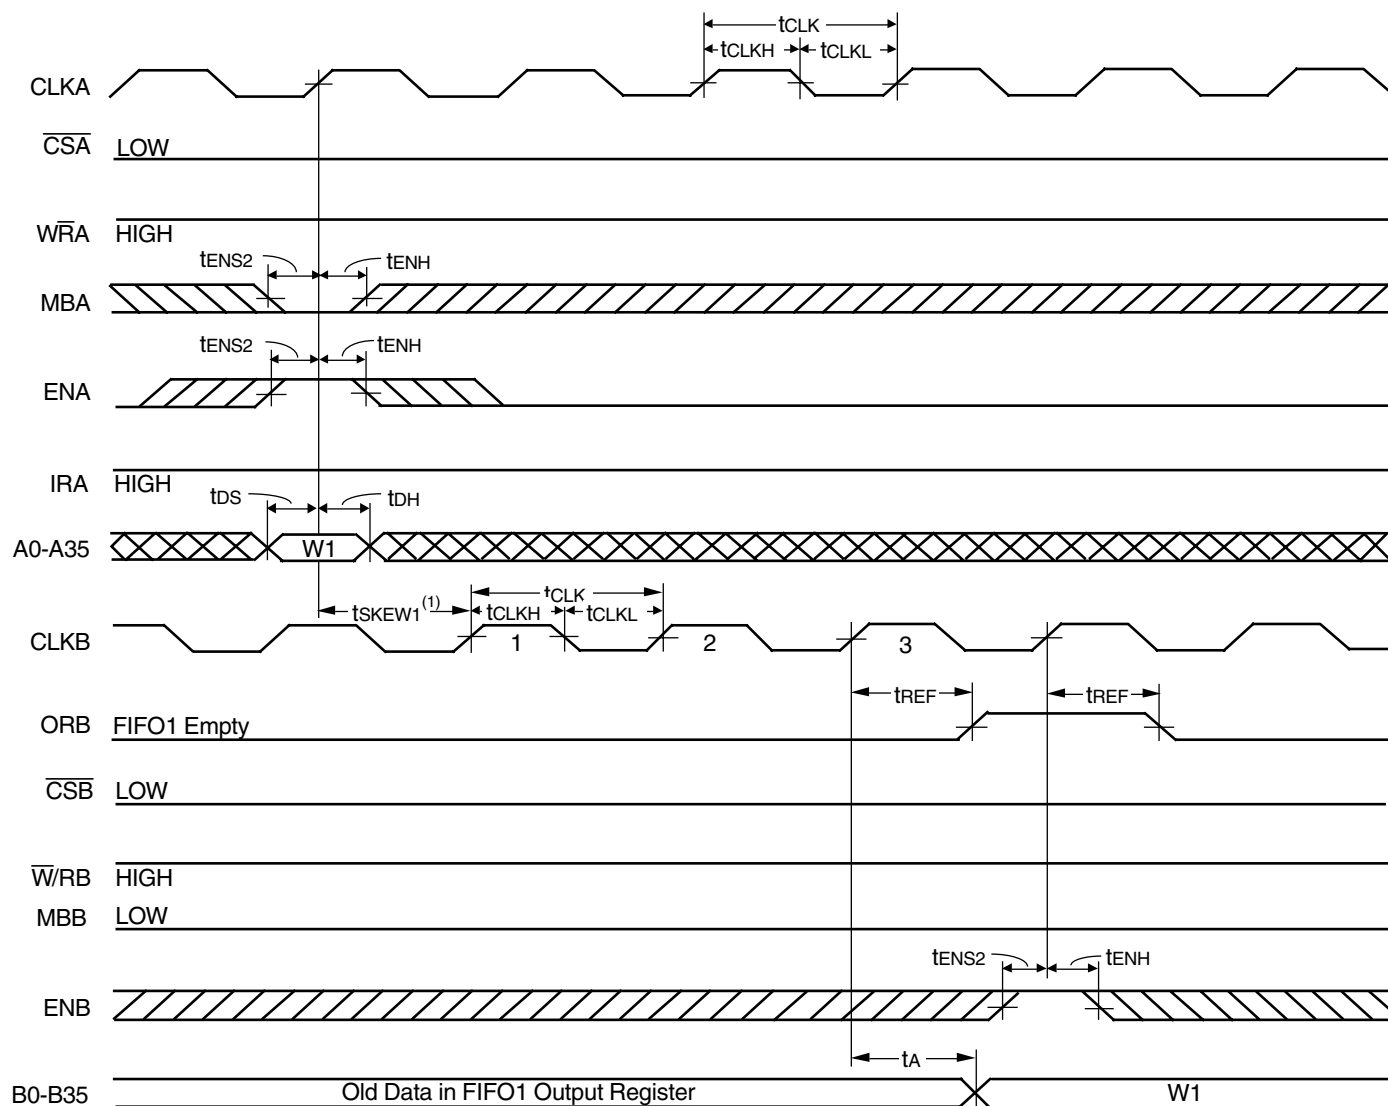 tCLK
tCLKH tCLKL
CLKA
CSA LOW
WRA HIGH
tENS2 tENH
MBA
tENS2 tENH
ENA
IRA HIGH
tDS tDH
A0-A35 W1
tSKEW1(1) tCLK
tCLKH tCLKL
CLKB 1 2 3
tREF tREF
ORB FIFO1 Empty
CSB LOW
W/RB HIGH
MBB LOW
tENS2 tENH
ENB
tA
B0-B35 Old Data in FIFO1 Output Register W1